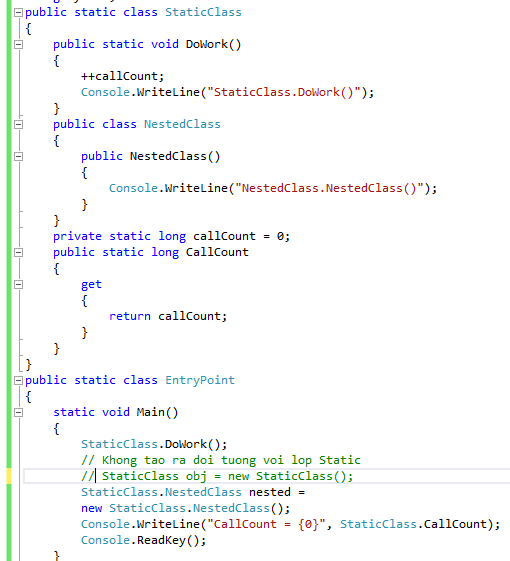 public static class StaticClass
{
public static void DoWork()
{
++callCount;
Console.WriteLine("StaticClass.DoWork()");
}
public class NestedClass
{
public NestedClass()
{
Console.WriteLine("NestedClass.NestedClass()");
}
}
private static long callCount = 0;
public static long CallCount
{
get
{
return callCount;
}
}
}
public static class EntryPoint
{
static void Main()
{
StaticClass.DoWork();
// Khong tao ra doi tuong voi lop Static
// StaticClass obj = new StaticClass();
StaticClass.NestedClass nested =
new StaticClass.NestedClass();
Console.WriteLine("CallCount = {0}", StaticClass.CallCount);
Console.ReadKey();
}